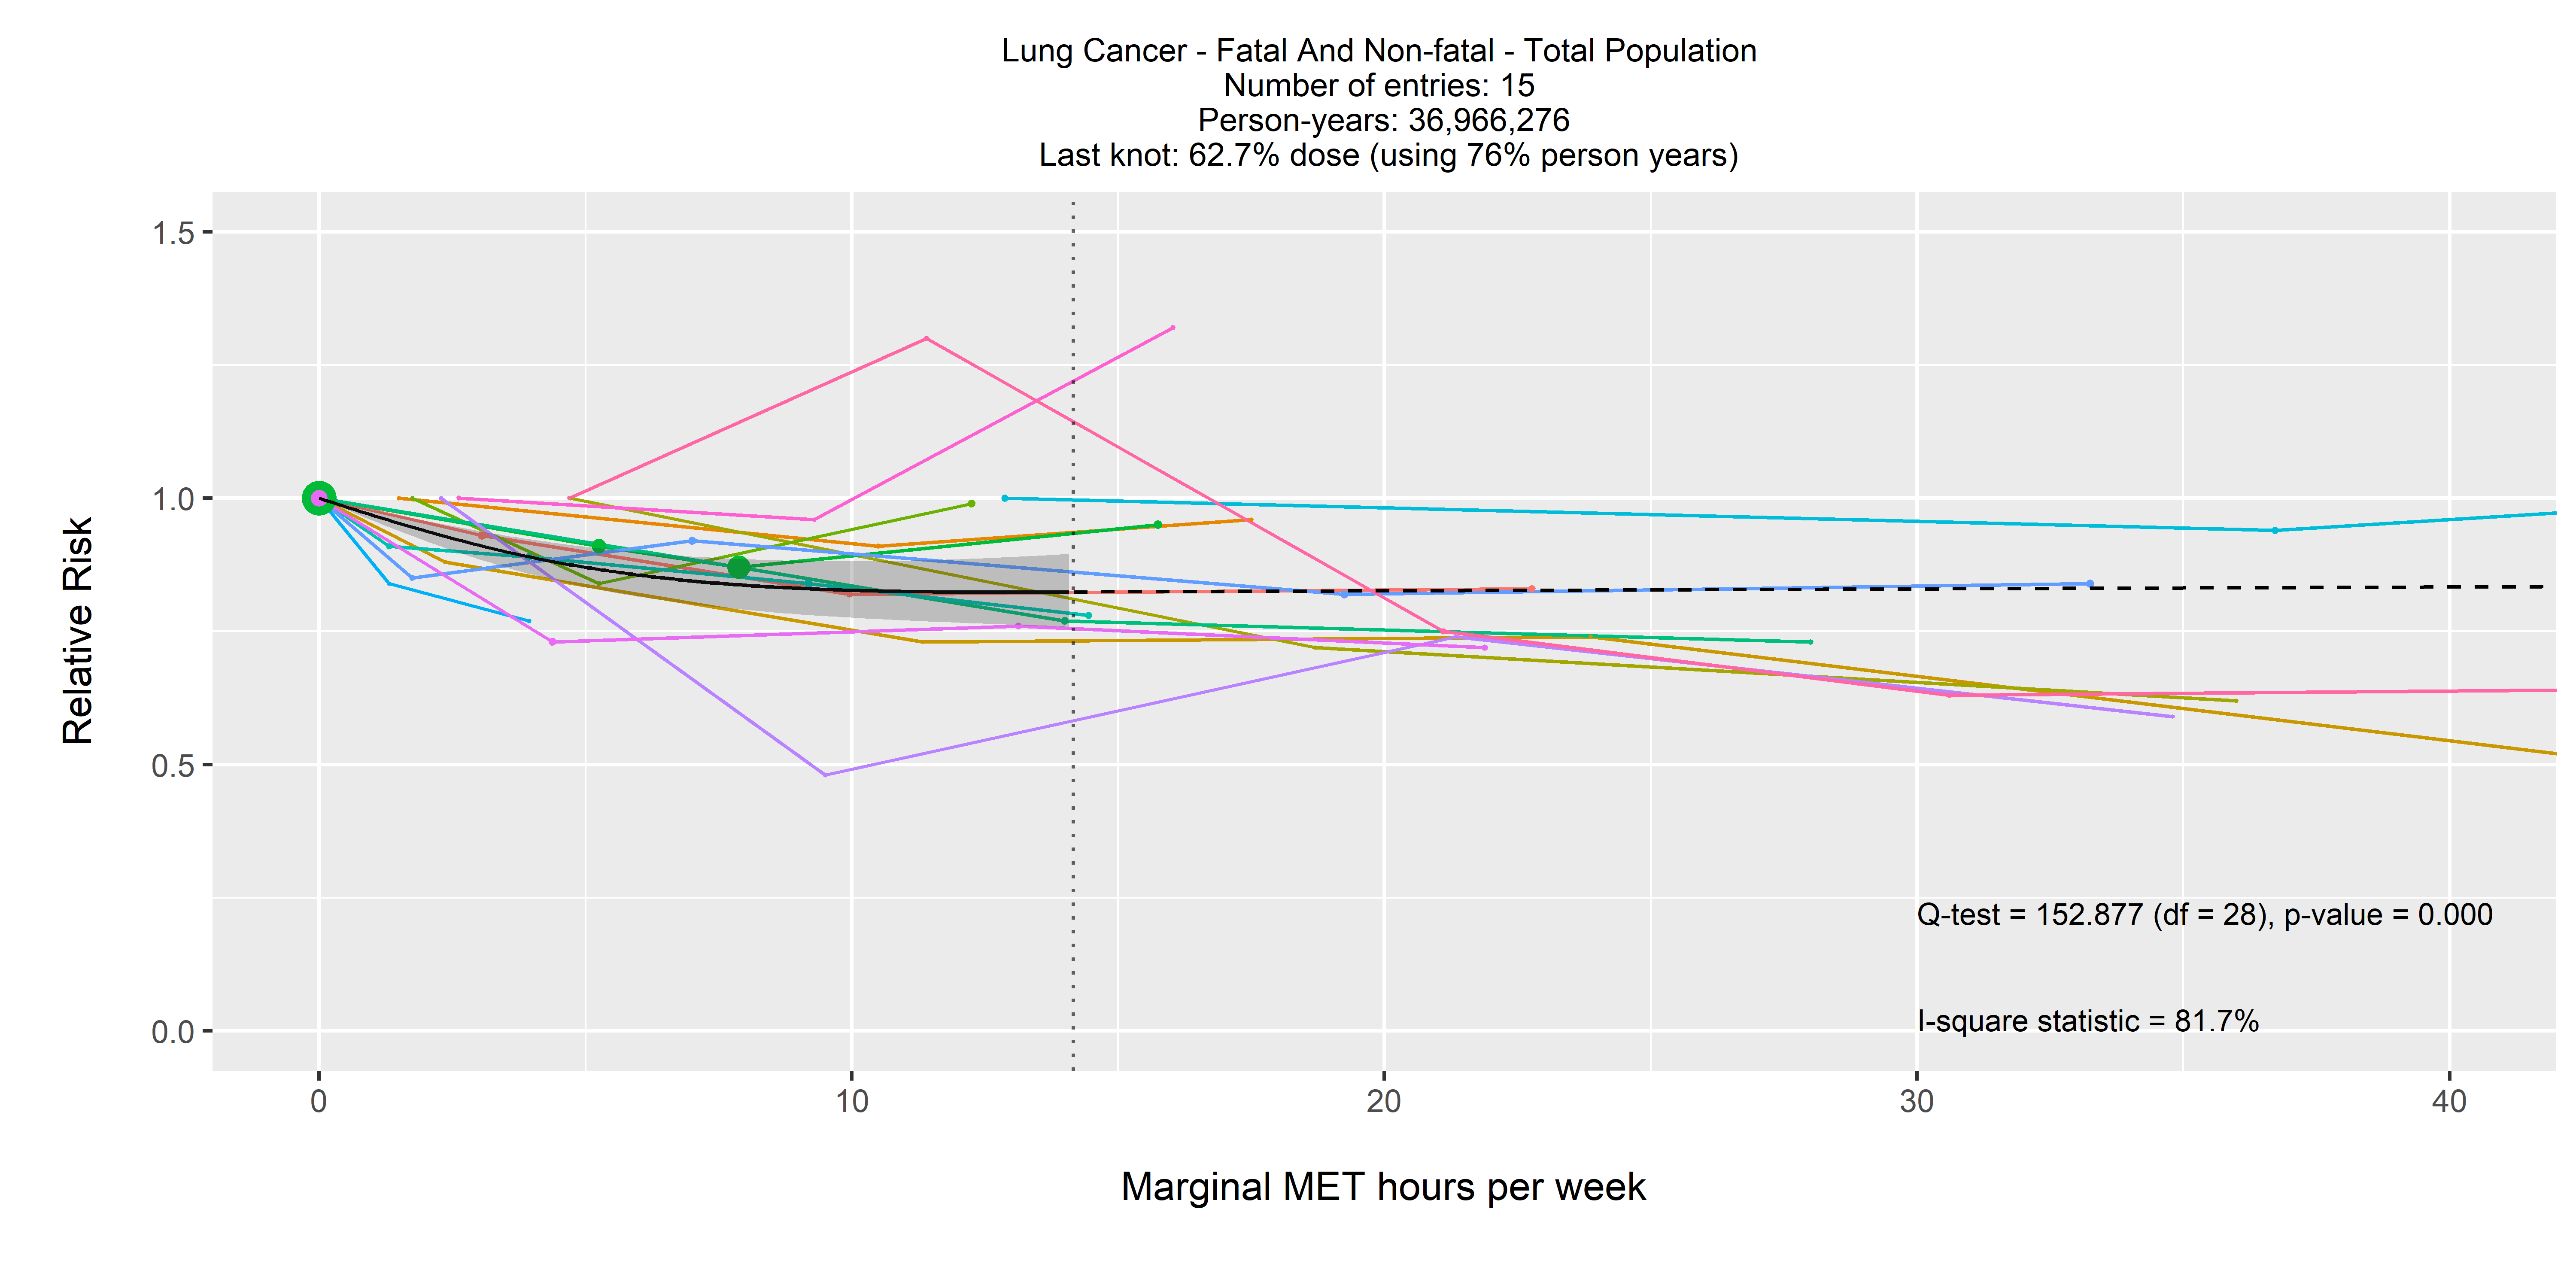 Lung Cancer - Fatal And Non-fatal - Total Population
Number of entries: 15
Person-years: 36,966,276
Last knot: 62.7% dose (using 76% person years)
1.5
1.0
0.5
0.0
Relative Risk
Q-test = 152.877 (df = 28), p-value = 0.000
I-square statistic = 81.7%
0 10 20 30 40
Marginal MET hours per week